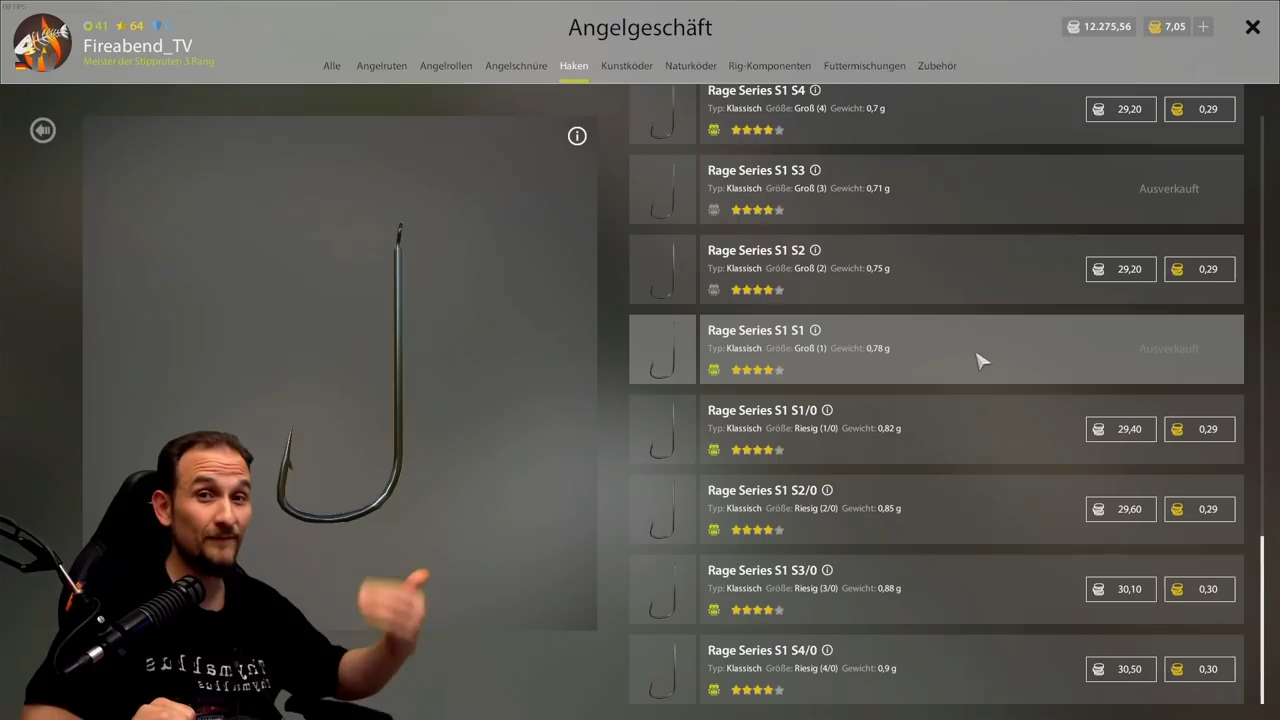 41 64
Fireabend_TV
Meister der Stippruten 3 Rang
Angelgeschäft
12.275,56 7,05 +
Alle Angelruten Angelrollen Angelschnüre Haken Kunstköder Naturköder Rig-Komponenten Futtermischungen Zubehör
Rage Series S1 S4
Typ: Klassisch Größe: Groß (4) Gewicht: 0,7 g
29,20 0,29
Rage Series S1 S3
Typ: Klassisch Größe: Groß (3) Gewicht: 0,71 g
Ausverkauft
Rage Series S1 S2
Typ: Klassisch Größe: Groß (2) Gewicht: 0,75 g
29,20 0,29
Rage Series S1 S1
Typ: Klassisch Größe: Groß (1) Gewicht: 0,78 g
Ausverkauft
Rage Series S1 S1/0
Typ: Klassisch Größe: Riesig (1/0) Gewicht: 0,82 g
29,40 0,29
Rage Series S1 S2/0
Typ: Klassisch Größe: Riesig (2/0) Gewicht: 0,85 g
29,60 0,29
Rage Series S1 S3/0
Typ: Klassisch Größe: Riesig (3/0) Gewicht: 0,88 g
30,10 0,30
Rage Series S1 S4/0
Typ: Klassisch Größe: Riesig (4/0) Gewicht: 0,9 g
30,50 0,30
Thymallus
Thymallus